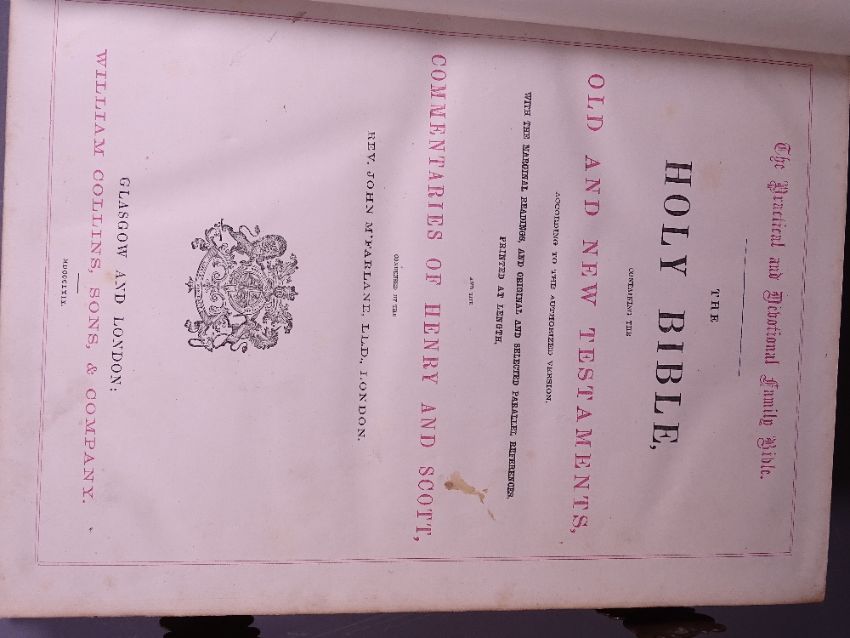 The Practical and Devotional Family Bible.
THE
HOLY BIBLE,
CONTAINING THE
OLD AND NEW TESTAMENTS,
ACCORDING TO THE AUTHORIZED VERSION.
WITH THE MARGINAL READINGS, AND ORIGINAL AND SELECTED PARALLEL REFERENCES,
PRINTED AT LENGTH,
AND THE
COMMENTARIES OF HENRY AND SCOTT,
CONDENSED BY THE
REV. JOHN M'FARLANE, LL.D., LONDON.
GLASGOW AND LONDON:
WILLIAM COLLINS, SONS, & COMPANY.
MDCCCLXIX.